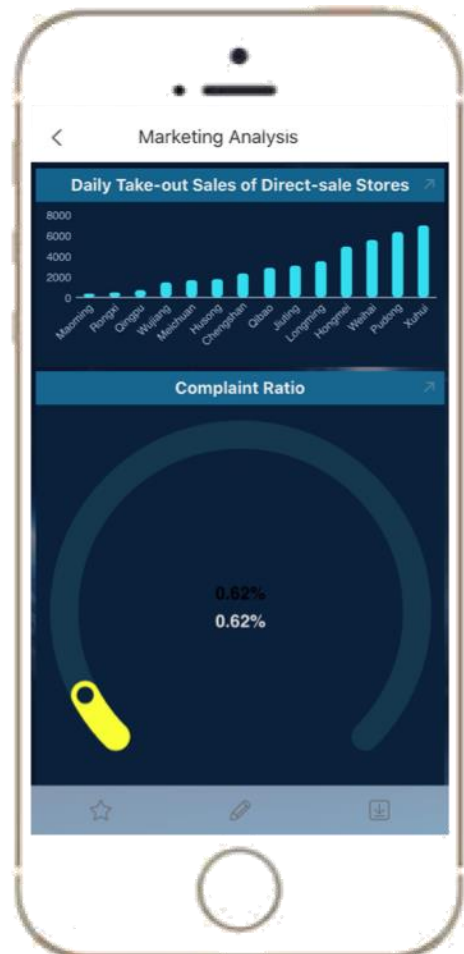 Marketing Analysis
Daily Take-out Sales of Direct-sale Stores
8000
6000
4000
2000
0
Maoming
Rongxi
Qingpu
Wujiang
Meichuan
Husong
Chengshan
Qibao
Jiuting
Longming
Hongmei
Weihai
Pudong
Xuhui
Complaint Ratio
0.62%
0.62%